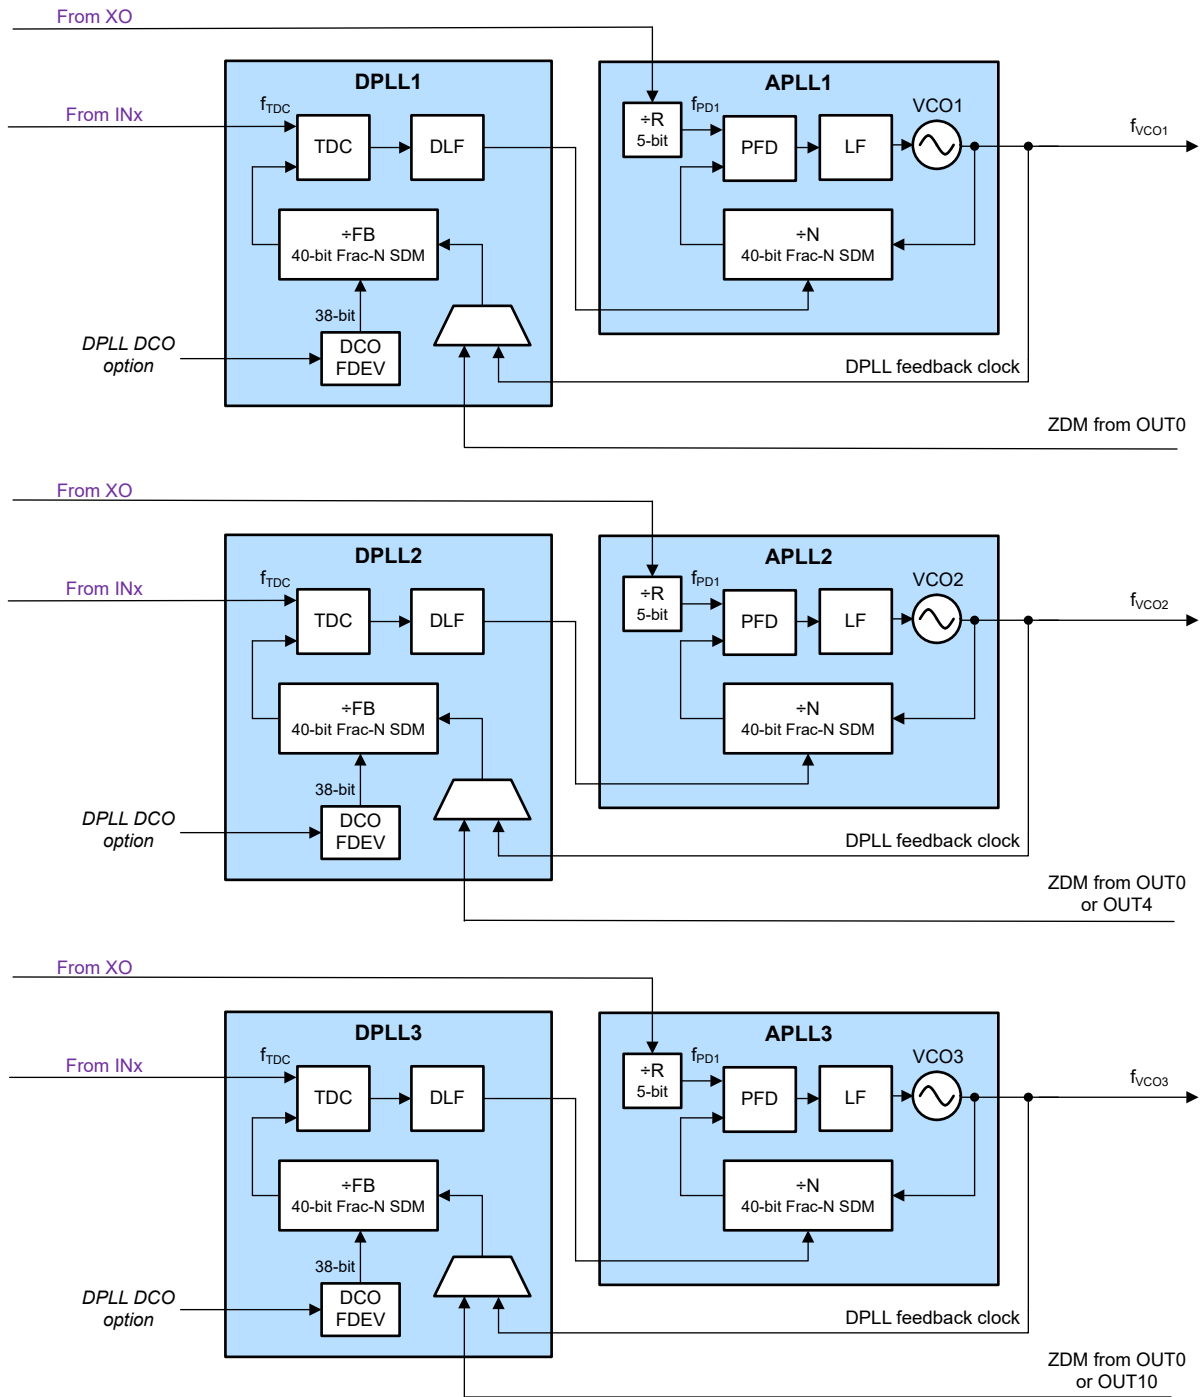 From XO
DPLL1
APLL1
From INx
fTDC
TDC
DLF
÷R
5-bit
fPD1
PFD
LF
VCO1
fVCO1
÷FB
40-bit Frac-N SDM
÷N
40-bit Frac-N SDM
38-bit
DPLL DCO
option
DCO
FDEV
DPLL feedback clock
ZDM from OUT0
From XO
DPLL2
APLL2
From INx
fTDC
TDC
DLF
÷R
5-bit
fPD1
PFD
LF
VCO2
fVCO2
÷FB
40-bit Frac-N SDM
÷N
40-bit Frac-N SDM
38-bit
DPLL DCO
option
DCO
FDEV
DPLL feedback clock
ZDM from OUT0
or OUT4
From XO
DPLL3
APLL3
From INx
fTDC
TDC
DLF
÷R
5-bit
fPD1
PFD
LF
VCO3
fVCO3
÷FB
40-bit Frac-N SDM
÷N
40-bit Frac-N SDM
38-bit
DPLL DCO
option
DCO
FDEV
DPLL feedback clock
ZDM from OUT0
or OUT10